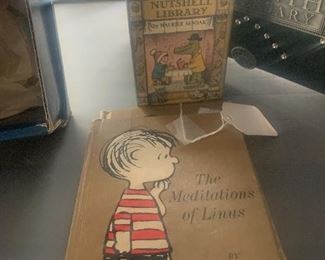 NUTSHELL
LIBRARY
by MAURICE SENDAK
The
Meditations
of Linus
BY